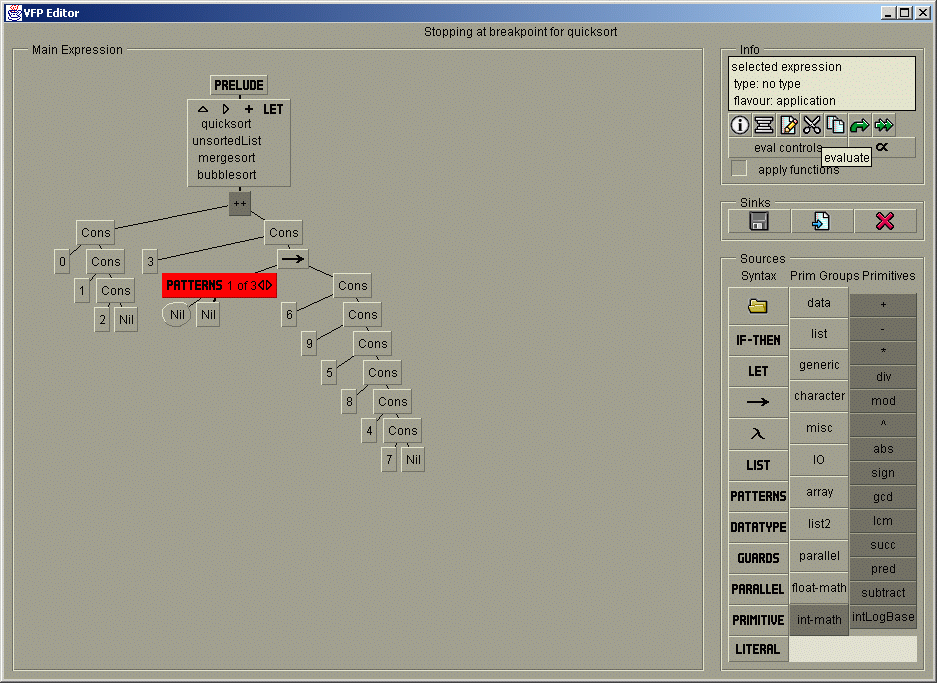 VFP Editor
Stopping at breakpoint for quicksort
Main Expression
PRELUDE
+ LET
quicksort
unsortedList
mergesort
bubblesort
++
Cons
Cons
0
Cons
3
→
1
Cons
PATTERNS 1 of 3
Cons
2
Nil
Nil
Nil
6
Cons
9
Cons
5
Cons
8
Cons
4
Cons
7
Nil
Info
selected expression
type: no type
flavour: application
eval controls
α
evaluate
apply functions
Sinks
Sources
Syntax
Prim Groups
Primitives
IF-THEN
LET
→
λ
LIST
PATTERNS
DATATYPE
GUARDS
PARALLEL
PRIMITIVE
LITERAL
data
list
generic
character
misc
IO
array
list2
parallel
float-math
int-math
+
-
*
div
mod
^
abs
sign
gcd
lcm
succ
pred
subtract
intLogBase